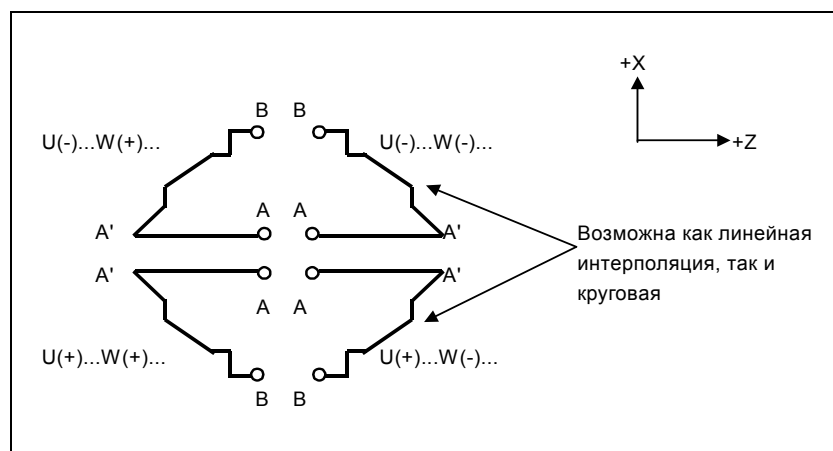 +X
B B
U(-)...W(+)... U(-)...W(-)...
+Z
A A
A' A'
Возможна как линейная
интерполяция, так и
круговая
A' A'
A A
U(+)...W(+)... U(+)...W(-)...
B B